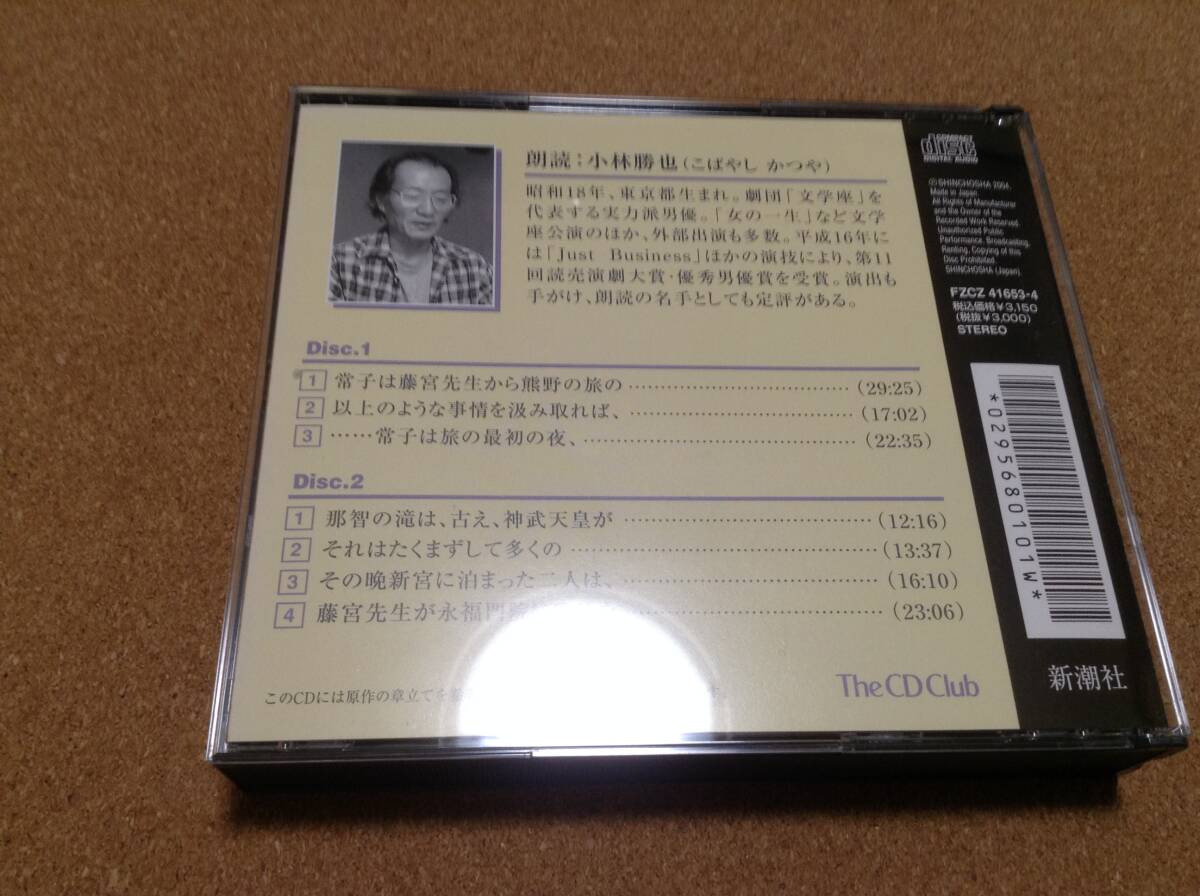 朗読:小林勝也(こばやし かつや)
昭和18年、東京都生まれ。劇団「文学座」を
代表する実力派男優。「女の一生」など文学
座公演のほか、外部出演も多数。平成16年に
は「Just Business」ほかの演技により、第11
回読売演劇大賞・優秀男優賞を受賞。演出も
手がけ、朗読の名手としても定評がある。
Disc.1
1 常子は藤宮先生から熊野の旅の ……………………… (29:25)
2 以上のような事情を汲み取れば、……………………… (17:02)
3 ……常子は旅の最初の夜、…………………………… (22:35)
Disc.2
1 那智の滝は、古え、神武天皇が ……………………… (12:16)
2 それはたくまずして多くの …………………………… (13:37)
3 その晩新宮に泊まった二人は、……………………… (16:10)
4 藤宮先生が永福門院 ……………………… (23:06)
このCDには原作の章立てを
The CD Club
COMPACT
disc
DIGITAL AUDIO
Ⓟ©SHINCHOSHA 2004.
Made in Japan.
All Rights of Manufacturer
and the Owner of the
Recorded Work Reserved.
Unauthorized Public
Performance, Broadcasting,
Renting, Copying of this
Disc Prohibited.
SHINCHOSHA (Japan).
FZCZ 41653-4
税込価格¥3,150
(税抜¥3,000)
STEREO
*0295680101W*
新潮社